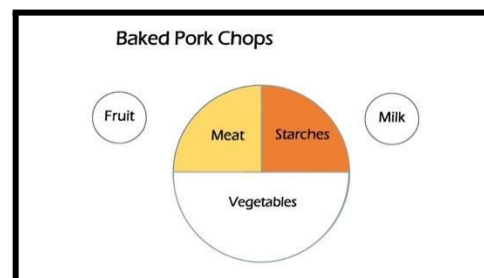 Baked Pork Chops
Fruit
Milk
Meat
Starches
Vegetables